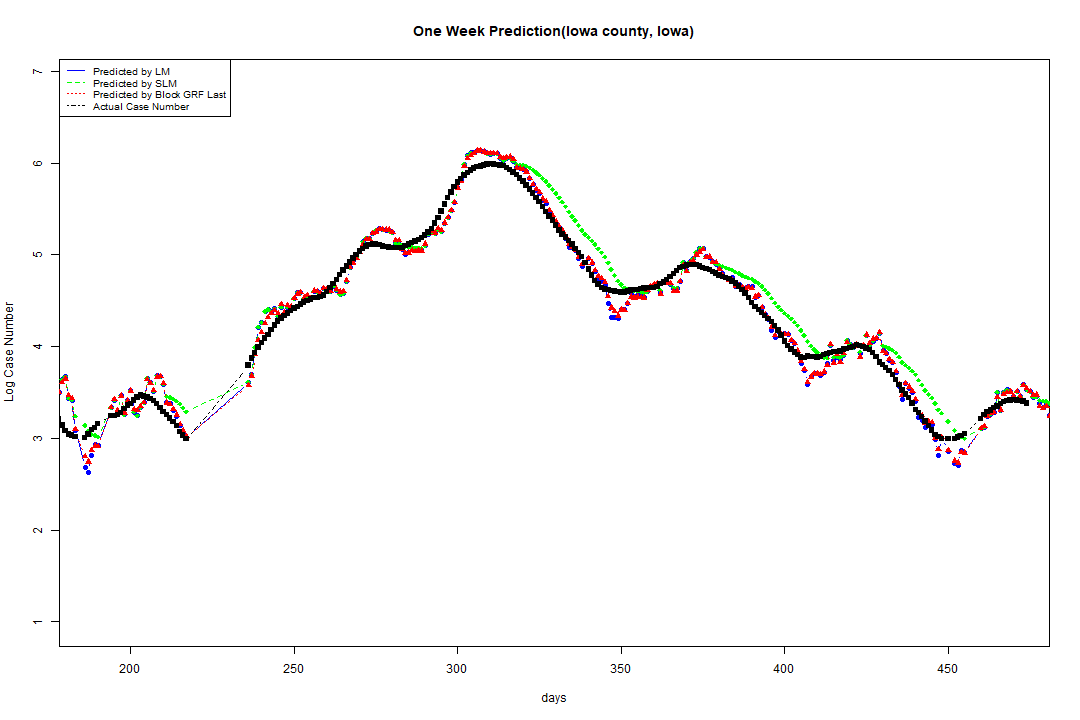 One Week Prediction(Iowa county, Iowa)
Predicted by LM
Predicted by SLM
Predicted by Block GRF Last
Actual Case Number
7
6
5
4
3
2
1
Log Case Number
200 250 300 350 400 450
days